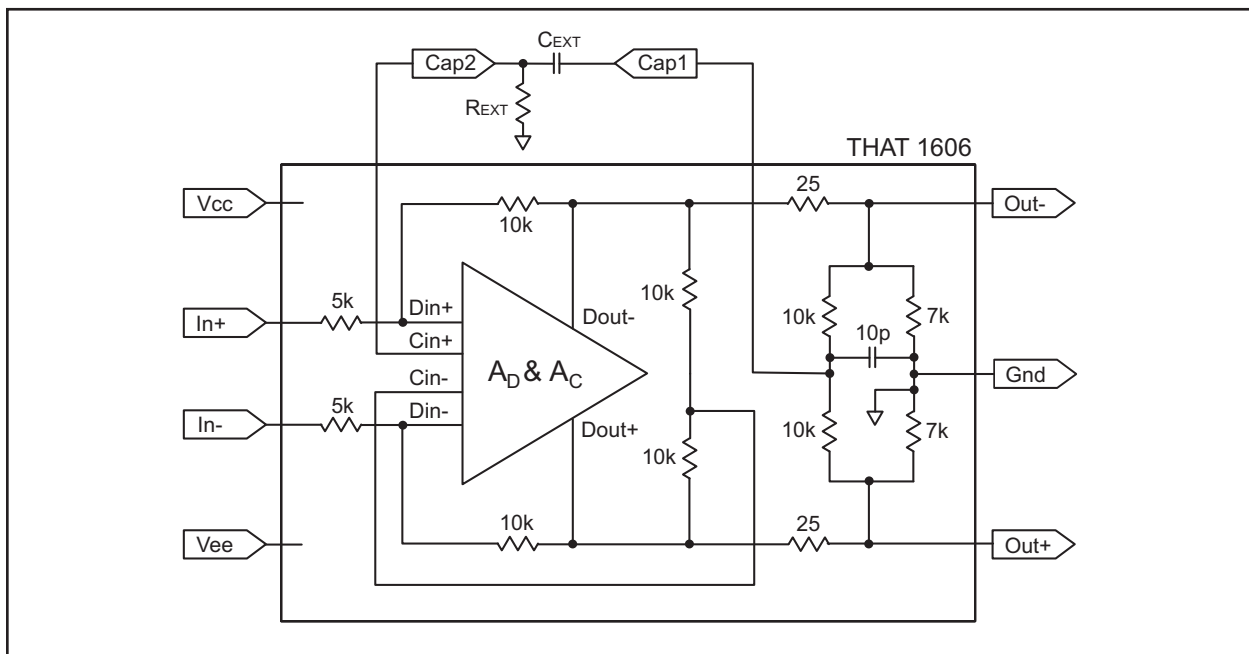 CEXT
Cap2
Cap1
REXT
THAT 1606
Vcc
10k
25
Out-
5k
Din+
In+
Cin+
Dout-
10k
10k
7k
10p
AD & AC
Gnd
Cin-
5k
Din-
In-
Dout+
10k
10k
7k
10k
25
Vee
Out+